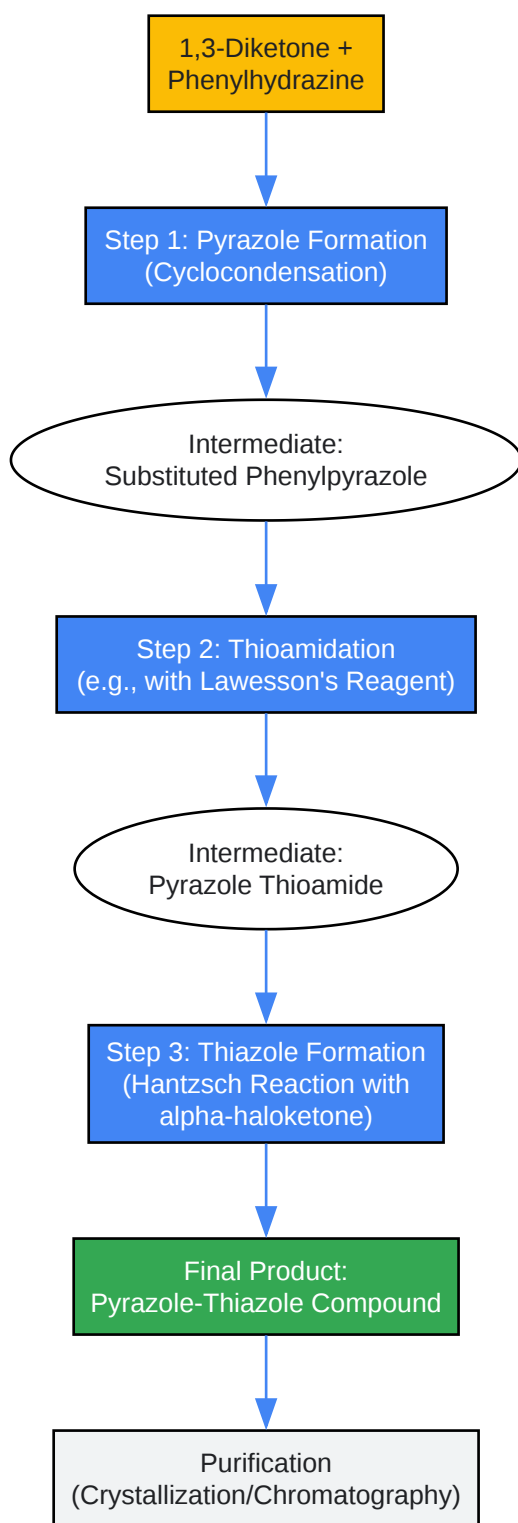 1,3-Diketone +
Phenylhydrazine
Step 1: Pyrazole Formation
(Cyclocondensation)
Intermediate:
Substituted Phenylpyrazole
Step 2: Thioamidation
(e.g., with Lawesson's Reagent)
Intermediate:
Pyrazole Thioamide
Step 3: Thiazole Formation
(Hantzsch Reaction with
alpha-haloketone)
Final Product:
Pyrazole-Thiazole Compound
Purification
(Crystallization/Chromatography)